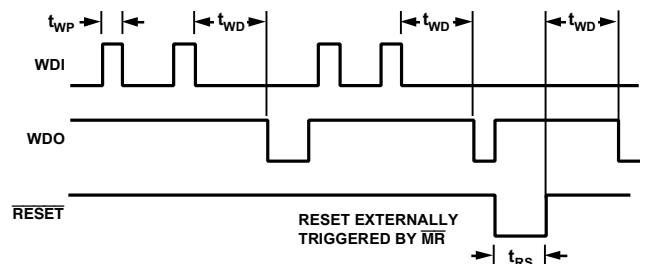 tWP
tWD
tWD
tWD
WDI
WDO
RESET
RESET EXTERNALLY
TRIGGERED BY MR
tRS